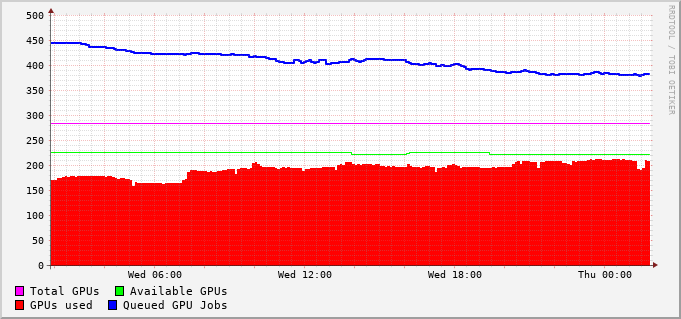 500
450
400
350
300
250
200
150
100
50
0
Wed 06:00 Wed 12:00 Wed 18:00 Thu 00:00
Total GPUs Available GPUs
GPUs used Queued GPU Jobs
RRDTOOL / TOBI OETIKER